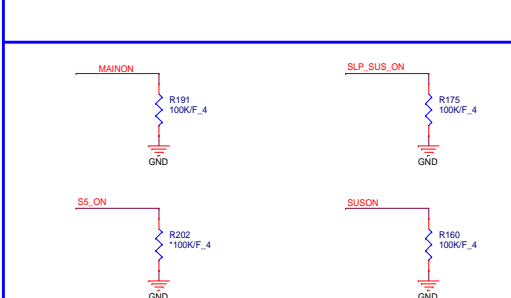 MAINON
R191
100K/F_4
GND
SLP_SUS_ON
R175
100K/F_4
GND
S5_ON
R202
*100K/F_4
GND
SUSON
R160
100K/F_4
GND